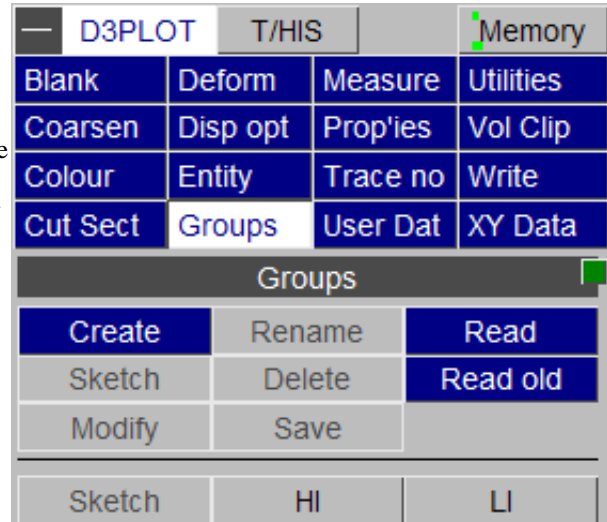 D3PLOT T/HIS Memory
Blank Deform Measure Utilities
Coarsen Disp opt Prop'ies Vol Clip
Colour Entity Trace no Write
Cut Sect Groups User Dat XY Data
Groups
Create Rename Read
Sketch Delete Read old
Modify Save
Sketch HI LI